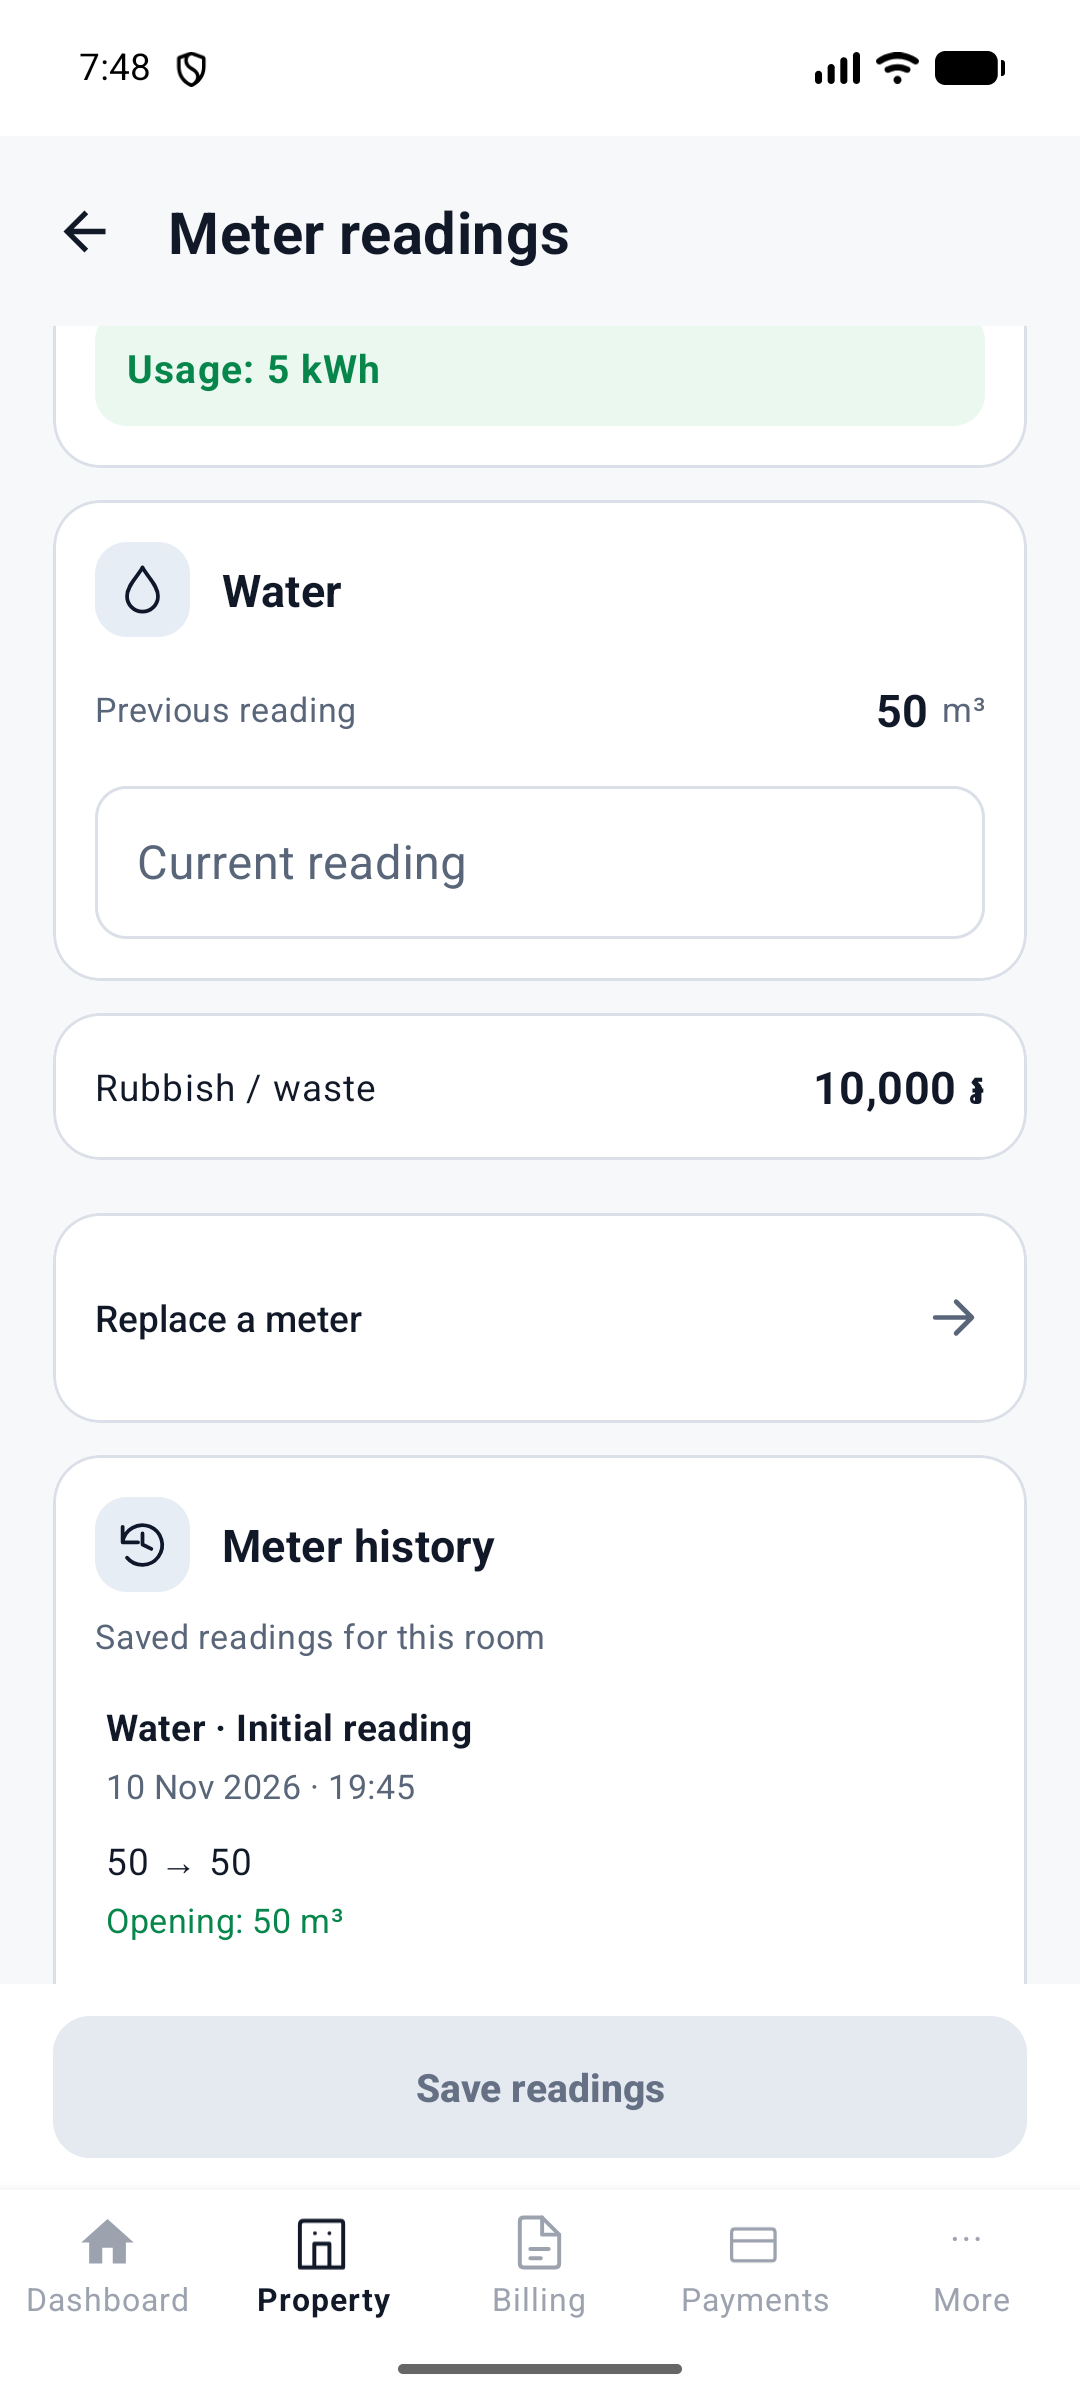 7:48
Meter readings
Usage: 5 kWh
Water
Previous reading
50 m³
Current reading
Rubbish / waste
10,000
Replace a meter
Meter history
Saved readings for this room
Water · Initial reading
10 Nov 2026 · 19:45
50 → 50
Opening: 50 m³
Save readings
Dashboard
Property
Billing
Payments
More